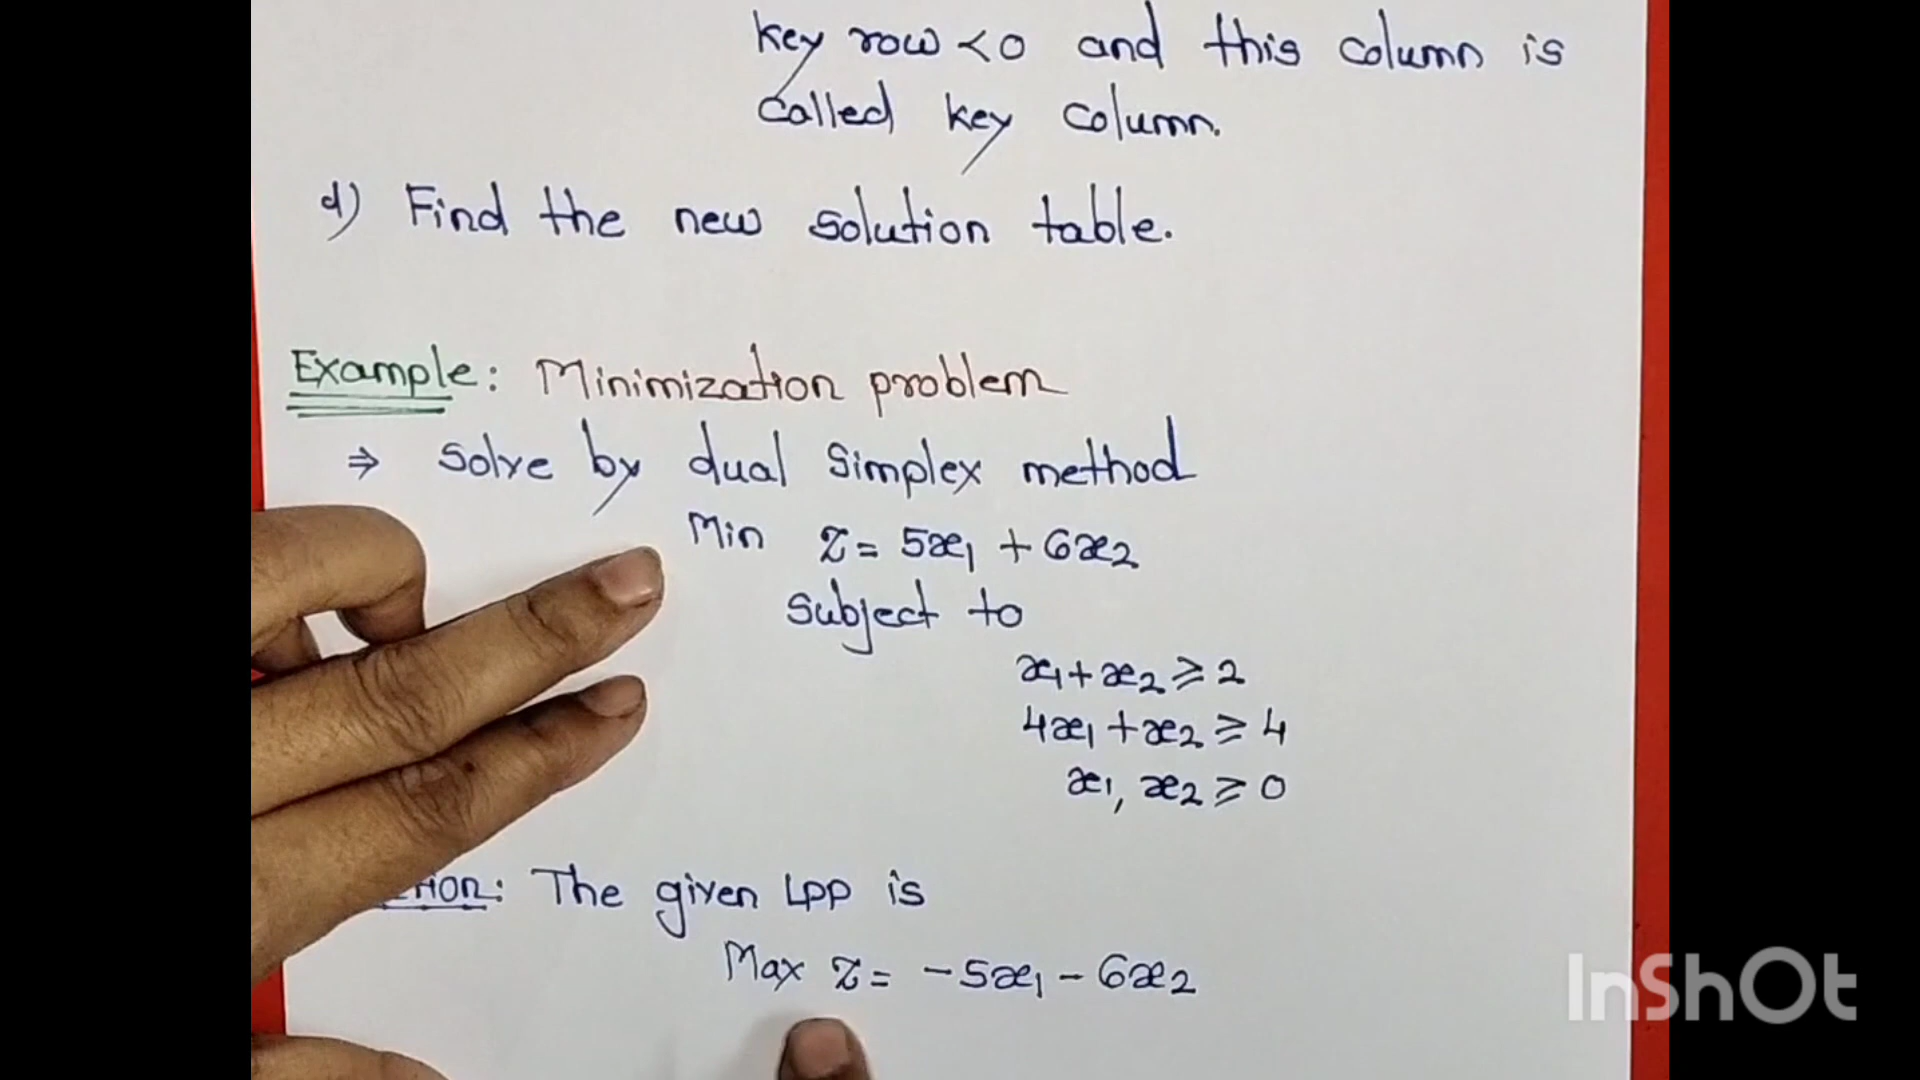 key row < 0 and this column is
called key column.
d) Find the new solution table.
Example: Minimization problem
⇒ Solve by dual simplex method
Min z = 5x₁ + 6x₂
Subject to
x₁ + x₂ ≥ 2
4x₁ + x₂ ≥ 4
x₁, x₂ ≥ 0
The given LPP is
Max z = -5x₁ - 6x₂
InShOt